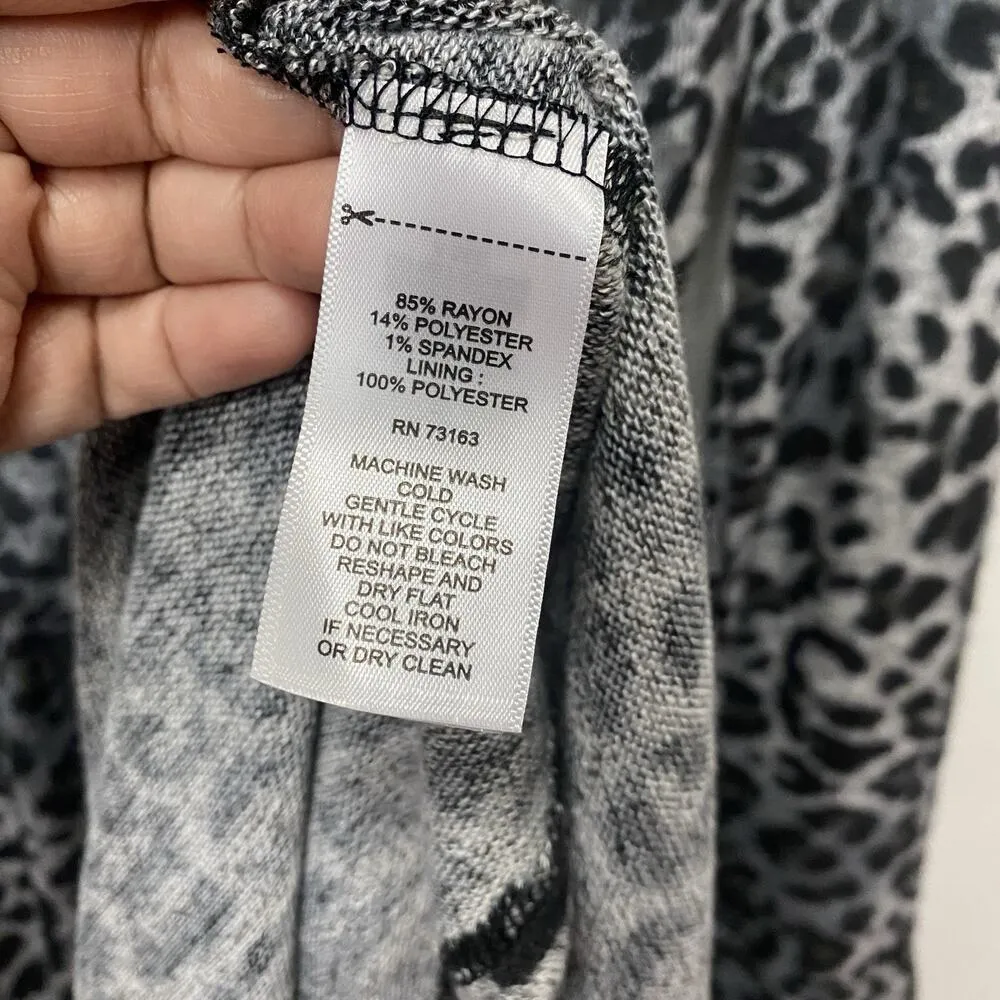 85% RAYON
14% POLYESTER
1% SPANDEX
LINING :
100% POLYESTER
RN 73163
MACHINE WASH
COLD
GENTLE CYCLE
WITH LIKE COLORS
DO NOT BLEACH
RESHAPE AND
DRY FLAT
COOL IRON
IF NECESSARY
OR DRY CLEAN